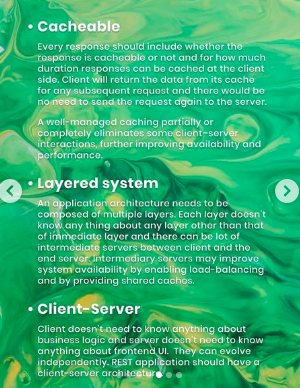 • Cacheable
Every response should include whether the
response is cacheable or not and for how much
duration responses can be cached at the client
side. Client will return the data from its cache
for any subsequent request and there would be
no need to send the request again to the server.
A well-managed caching partially or
completely eliminates some client-server
interactions, further improving availability and
performance.
• Layered system
An application architecture needs to be
composed of multiple layers. Each layer doesn't
know any thing about any layer other than that
of immediate layer and there can be lot of
intermediate servers between client and the
end server. Intermediary servers may improve
system availability by enabling load-balancing
and by providing shared caches.
• Client-Server
Client doesn't need to know anything about
business logic and server doesn't need to know
anything about frontend UI. They can evolve
independently. REST application should have a
client-server architecture